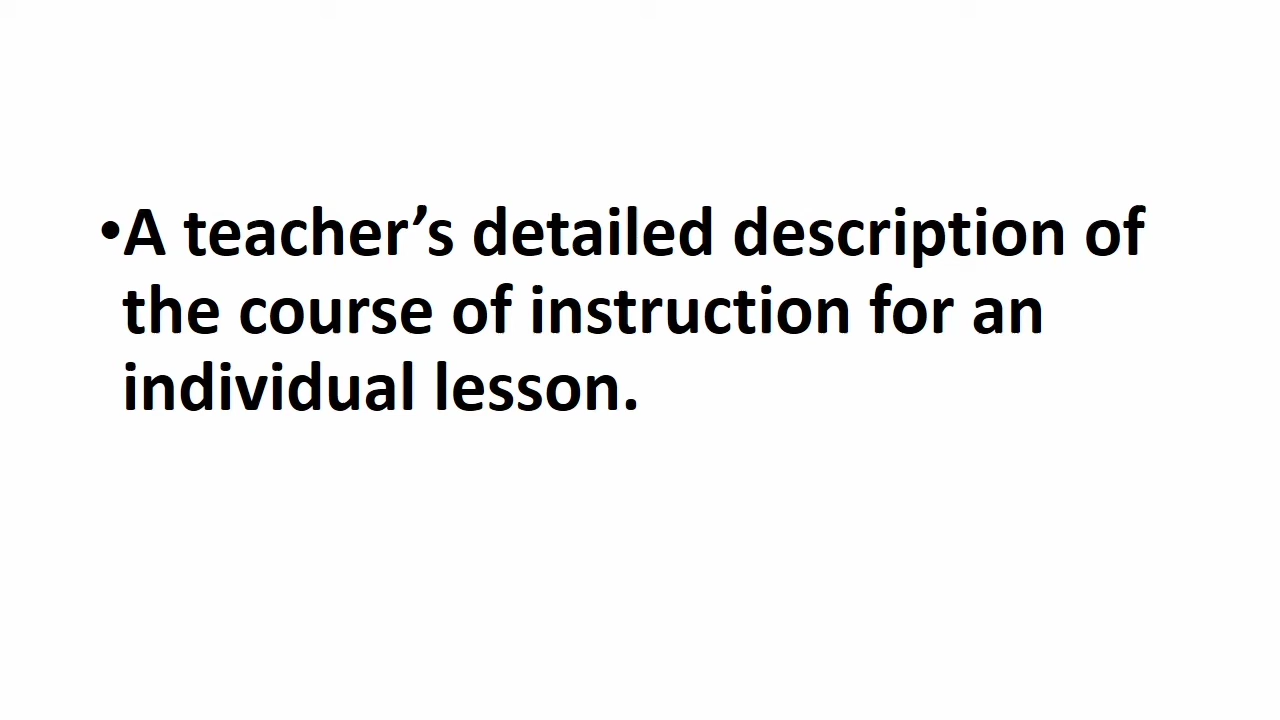 •A teacher’s detailed description of
the course of instruction for an
individual lesson.